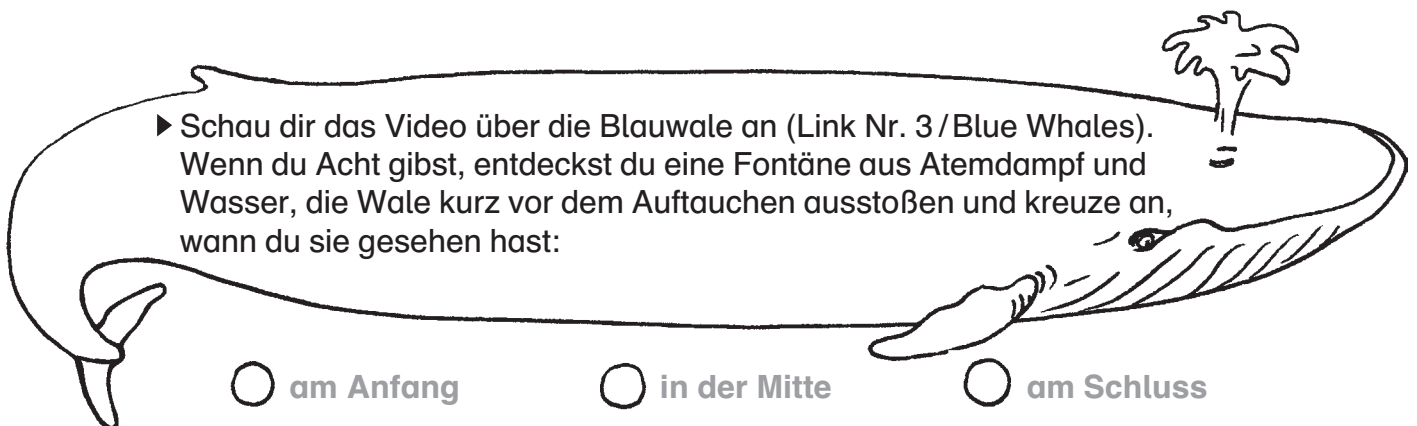 ▶ Schau dir das Video über die Blauwale an (Link Nr. 3 / Blue Whales).
Wenn du Acht gibst, entdeckst du eine Fontäne aus Atemdampf und
Wasser, die Wale kurz vor dem Auftauchen ausstoßen und kreuze an,
wann du sie gesehen hast:
am Anfang in der Mitte am Schluss